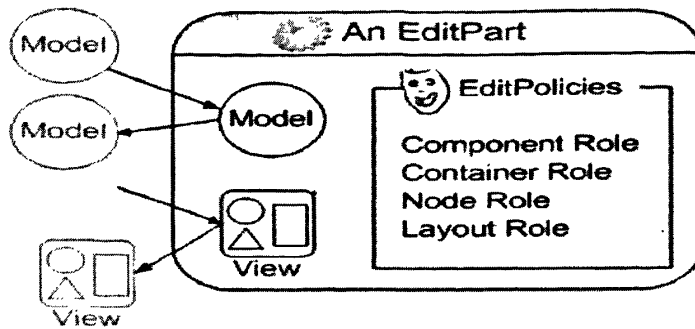 An EditPart
Model
Model
Model
EditPolicies
Component Role
Container Role
Node Role
Layout Role
View
View